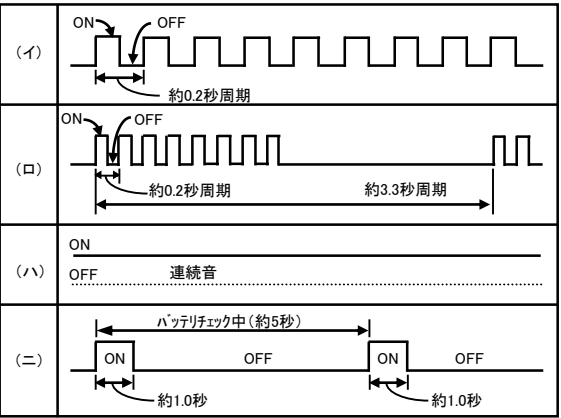 ON OFF
(イ)
約0.2秒周期
ON OFF
(ロ)
約0.2秒周期 約3.3秒周期
ON
(ハ)
OFF 連続音
バッテリチェック中(約5秒)
(ニ) ON OFF ON OFF
約1.0秒 約1.0秒